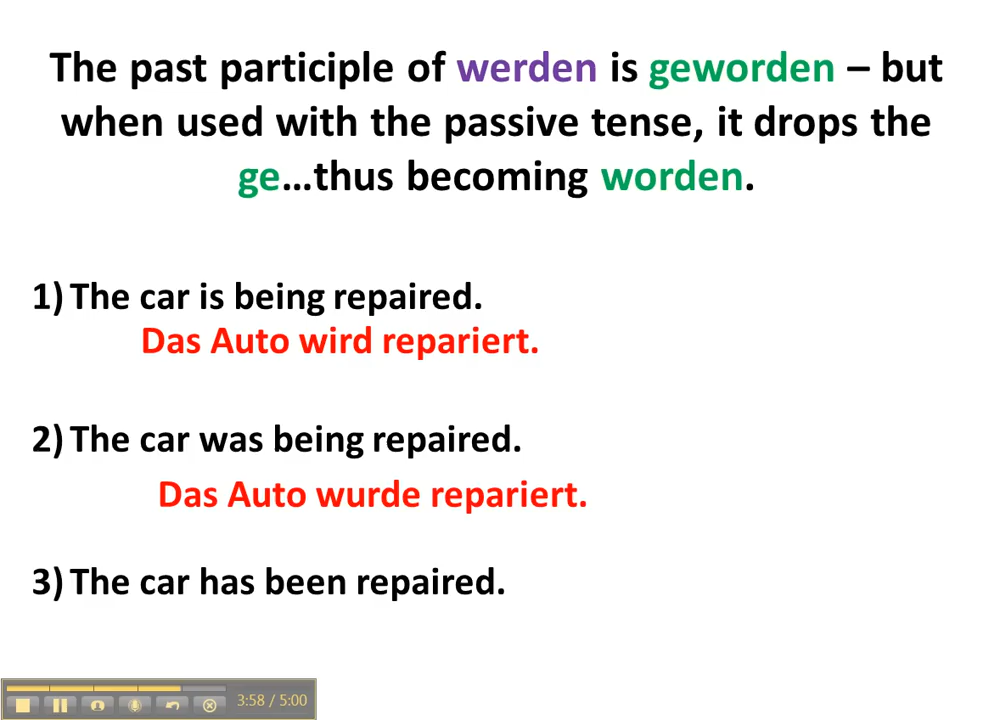 The past participle of werden is geworden – but
when used with the passive tense, it drops the
ge…thus becoming worden.
1) The car is being repaired.
Das Auto wird repariert.
2) The car was being repaired.
Das Auto wurde repariert.
3) The car has been repaired.
3:58 / 5:00